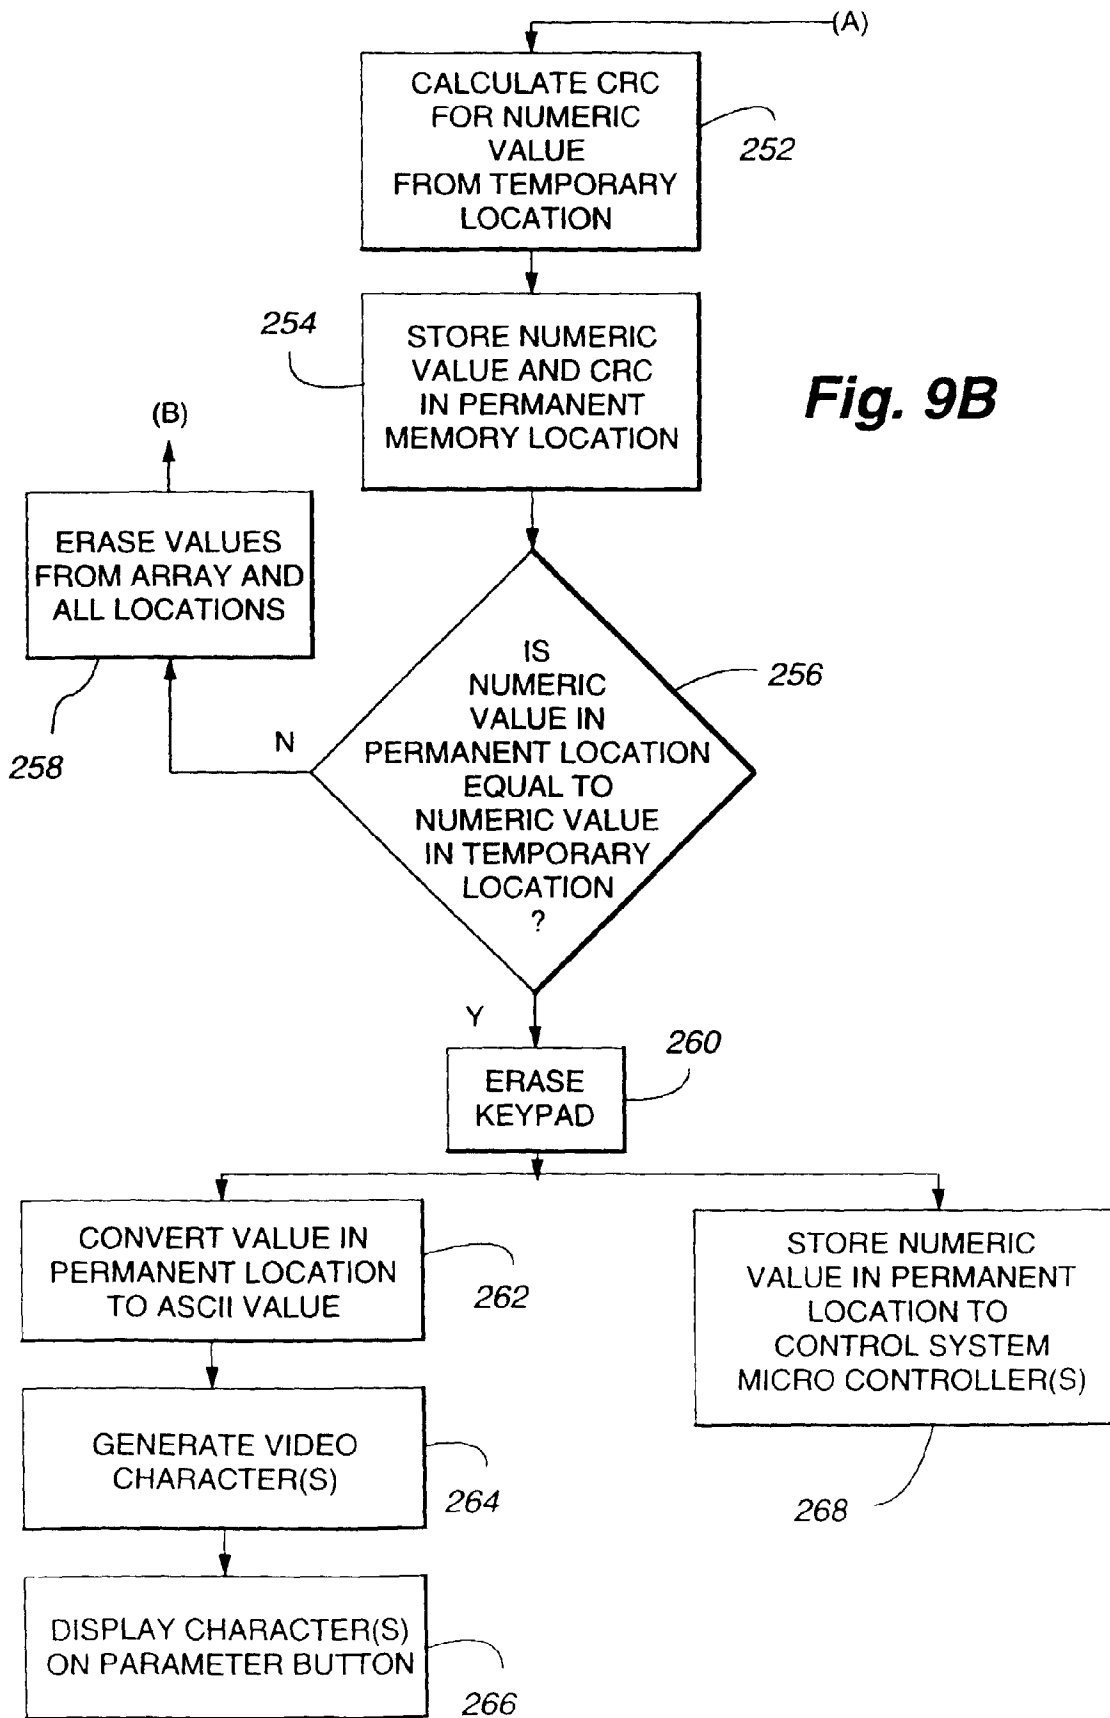 (A)
CALCULATE CRC
FOR NUMERIC
VALUE
FROM TEMPORARY
LOCATION
252
254
STORE NUMERIC
VALUE AND CRC
IN PERMANENT
MEMORY LOCATION
Fig. 9B
(B)
ERASE VALUES
FROM ARRAY AND
ALL LOCATIONS
258
N
IS
NUMERIC
VALUE IN
PERMANENT LOCATION
EQUAL TO
NUMERIC VALUE
IN TEMPORARY
LOCATION
?
256
Y
ERASE
KEYPAD
260
CONVERT VALUE IN
PERMANENT LOCATION
TO ASCII VALUE
262
GENERATE VIDEO
CHARACTER(S)
264
DISPLAY CHARACTER(S)
ON PARAMETER BUTTON
266
STORE NUMERIC
VALUE IN PERMANENT
LOCATION TO
CONTROL SYSTEM
MICRO CONTROLLER(S)
268